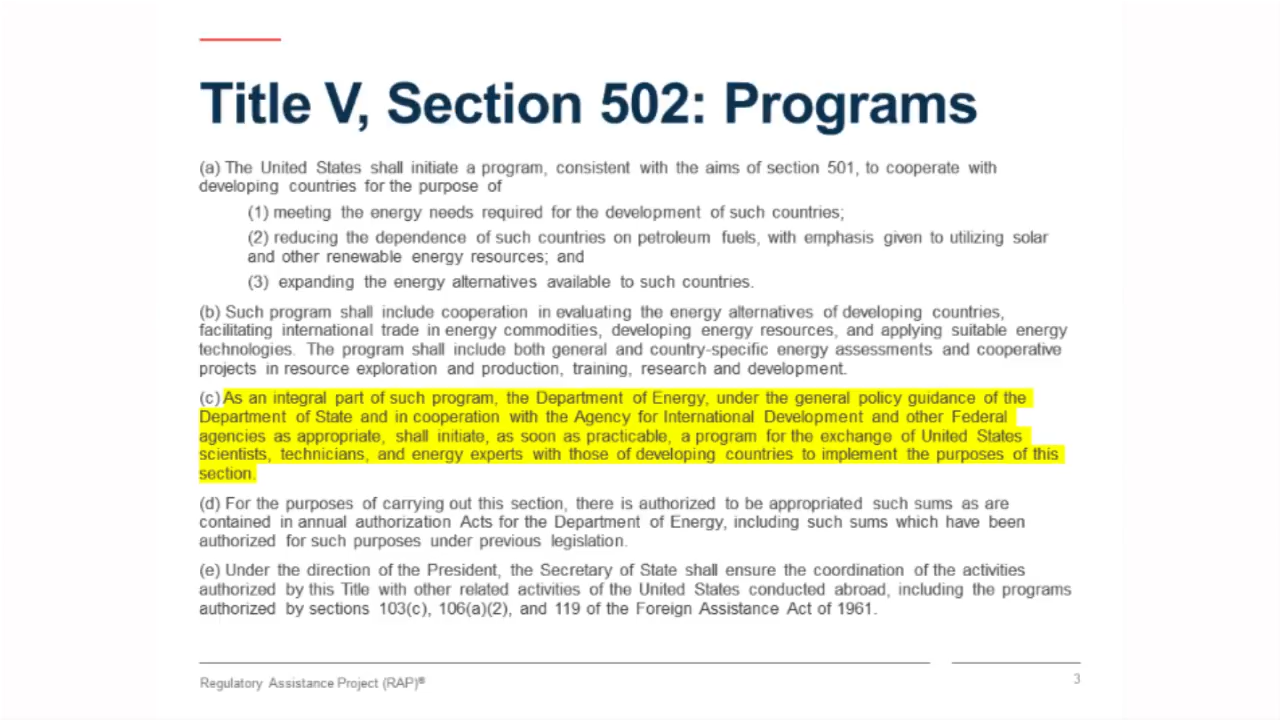 Title V, Section 502: Programs
(a) The United States shall initiate a program, consistent with the aims of section 501, to cooperate with
developing countries for the purpose of
(1) meeting the energy needs required for the development of such countries;
(2) reducing the dependence of such countries on petroleum fuels, with emphasis given to utilizing solar
and other renewable energy resources; and
(3) expanding the energy alternatives available to such countries.
(b) Such program shall include cooperation in evaluating the energy alternatives of developing countries,
facilitating international trade in energy commodities, developing energy resources, and applying suitable energy
technologies. The program shall include both general and country-specific energy assessments and cooperative
projects in resource exploration and production, training, research and development.
(c) As an integral part of such program, the Department of Energy, under the general policy guidance of the
Department of State and in cooperation with the Agency for International Development and other Federal
agencies as appropriate, shall initiate, as soon as practicable, a program for the exchange of United States
scientists, technicians, and energy experts with those of developing countries to implement the purposes of this
section.
(d) For the purposes of carrying out this section, there is authorized to be appropriated such sums as are
contained in annual authorization Acts for the Department of Energy, including such sums which have been
authorized for such purposes under previous legislation.
(e) Under the direction of the President, the Secretary of State shall ensure the coordination of the activities
authorized by this Title with other related activities of the United States conducted abroad, including the programs
authorized by sections 103(c), 106(a)(2), and 119 of the Foreign Assistance Act of 1961.
Regulatory Assistance Project (RAP)®
3